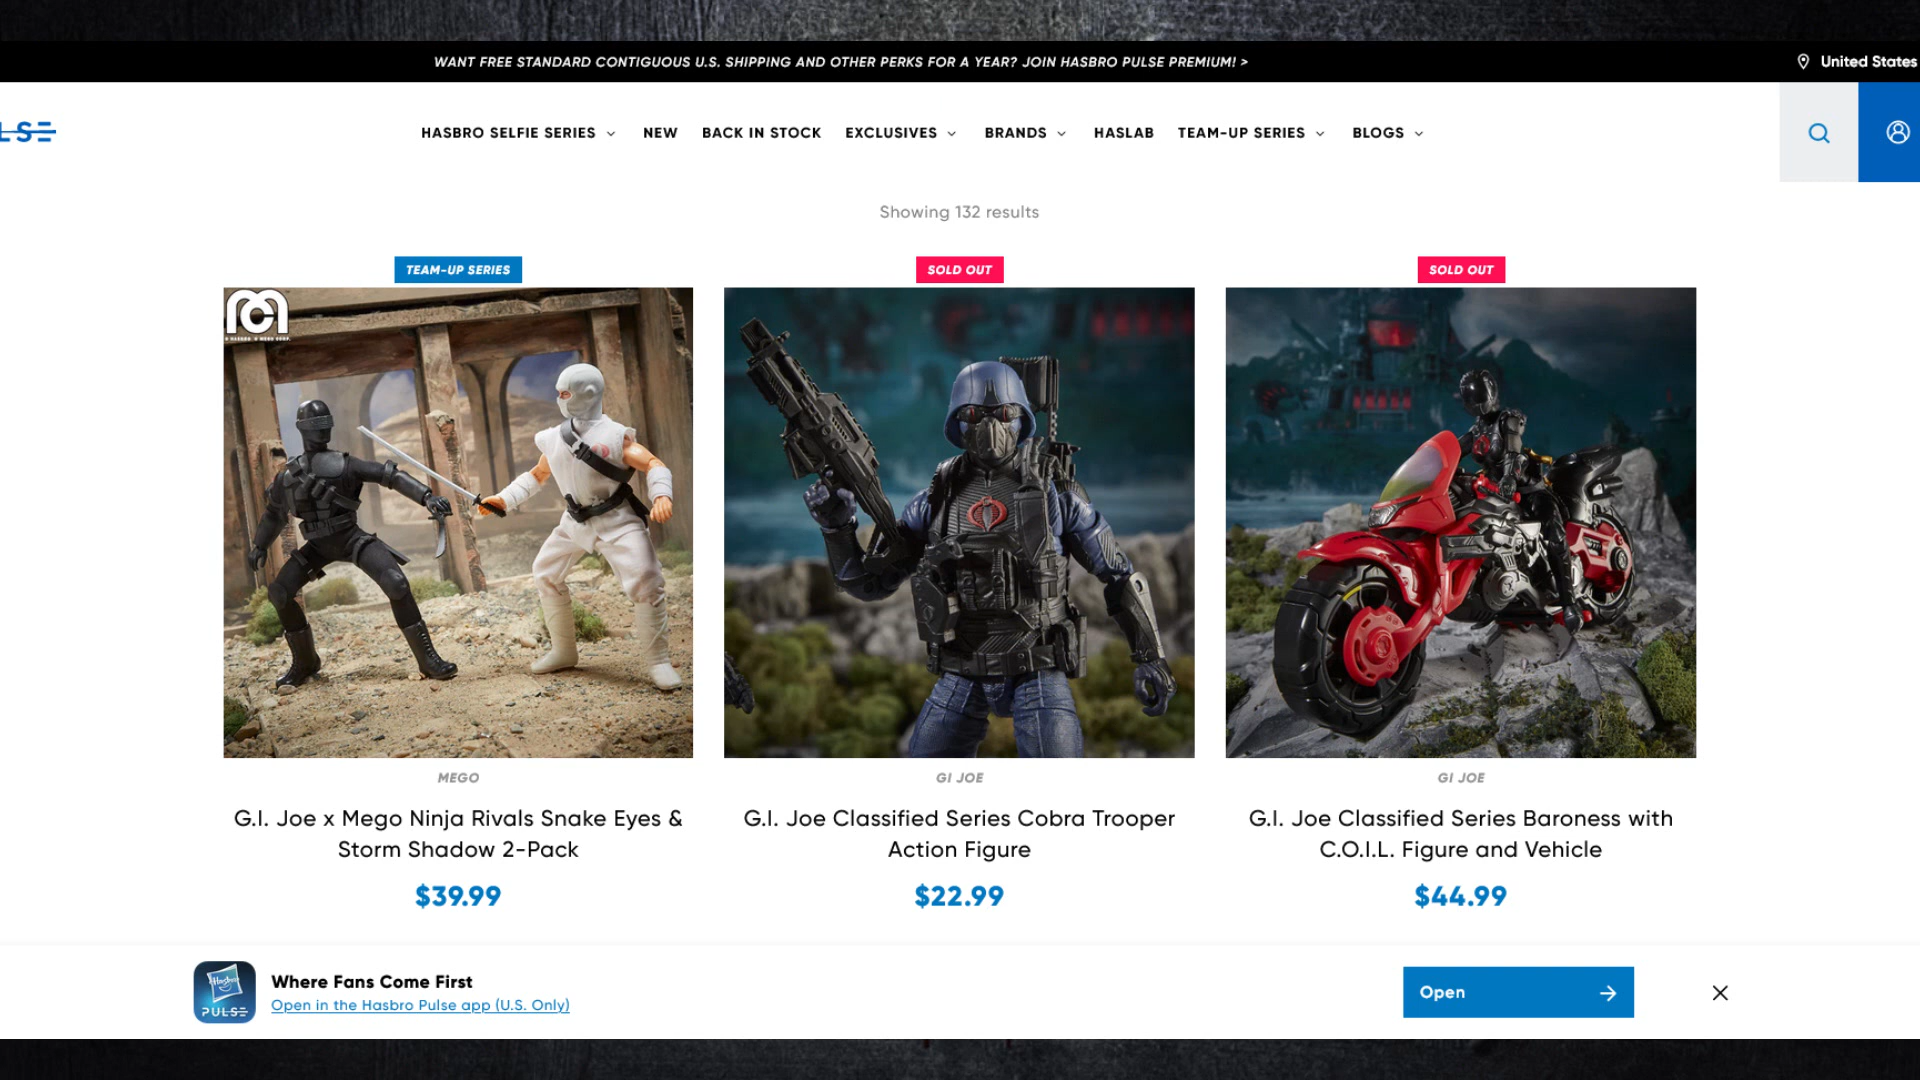 WANT FREE STANDARD CONTIGUOUS U.S. SHIPPING AND OTHER PERKS FOR A YEAR? JOIN HASBRO PULSE PREMIUM! >
United States
LSE
HASBRO SELFIE SERIES
NEW
BACK IN STOCK
EXCLUSIVES
BRANDS
HASLAB
TEAM-UP SERIES
BLOGS
Showing 132 results
TEAM-UP SERIES
SOLD OUT
SOLD OUT
MEGO
GI JOE
GI JOE
G.I. Joe x Mego Ninja Rivals Snake Eyes &
Storm Shadow 2-Pack
G.I. Joe Classified Series Cobra Trooper
Action Figure
G.I. Joe Classified Series Baroness with
C.O.I.L. Figure and Vehicle
$39.99
$22.99
$44.99
Hasbro
PULSE
Where Fans Come First
Open in the Hasbro Pulse app (U.S. Only)
Open